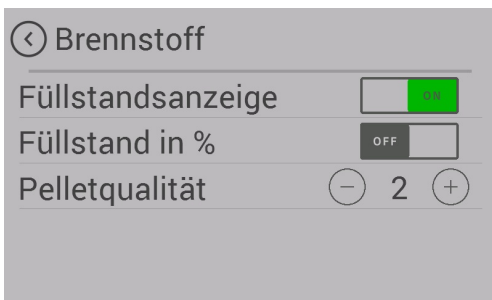 Brennstoff
Füllstandsanzeige ON
Füllstand in % OFF
Pelletqualität − 2 +